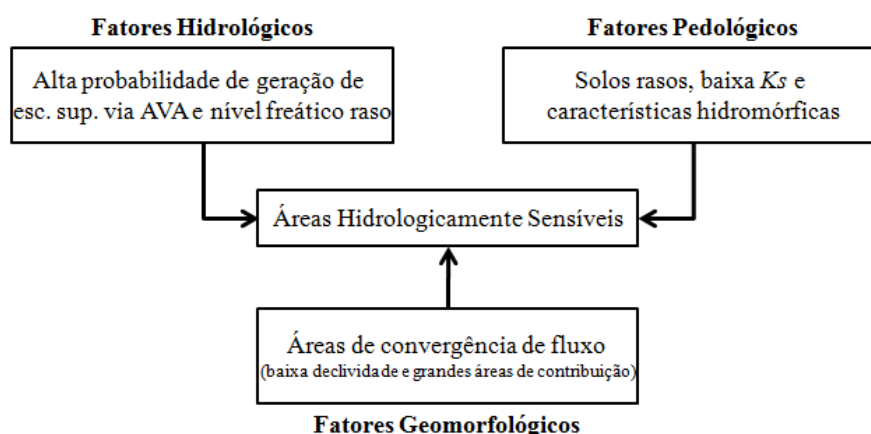 Fatores Hidrológicos
Alta probabilidade de geração de
esc. sup. via AVA e nível freático raso
Fatores Pedológicos
Solos rasos, baixa Ks e
características hidromórficas
Áreas Hidrologicamente Sensíveis
Áreas de convergência de fluxo
(baixa declividade e grandes áreas de contribuição)
Fatores Geomorfológicos